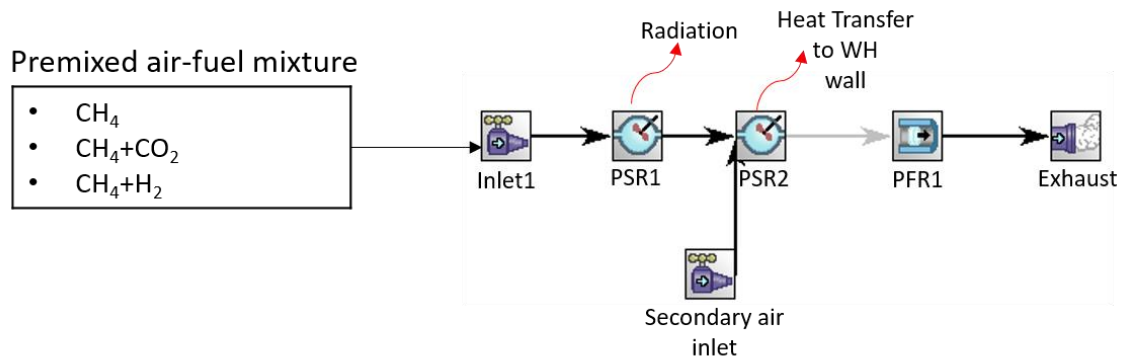 Radiation
Heat Transfer
to WH
wall
Premixed air-fuel mixture
• CH₄
• CH₄+CO₂
• CH₄+H₂
Inlet1
PSR1
PSR2
PFR1
Exhaust
Secondary air
inlet